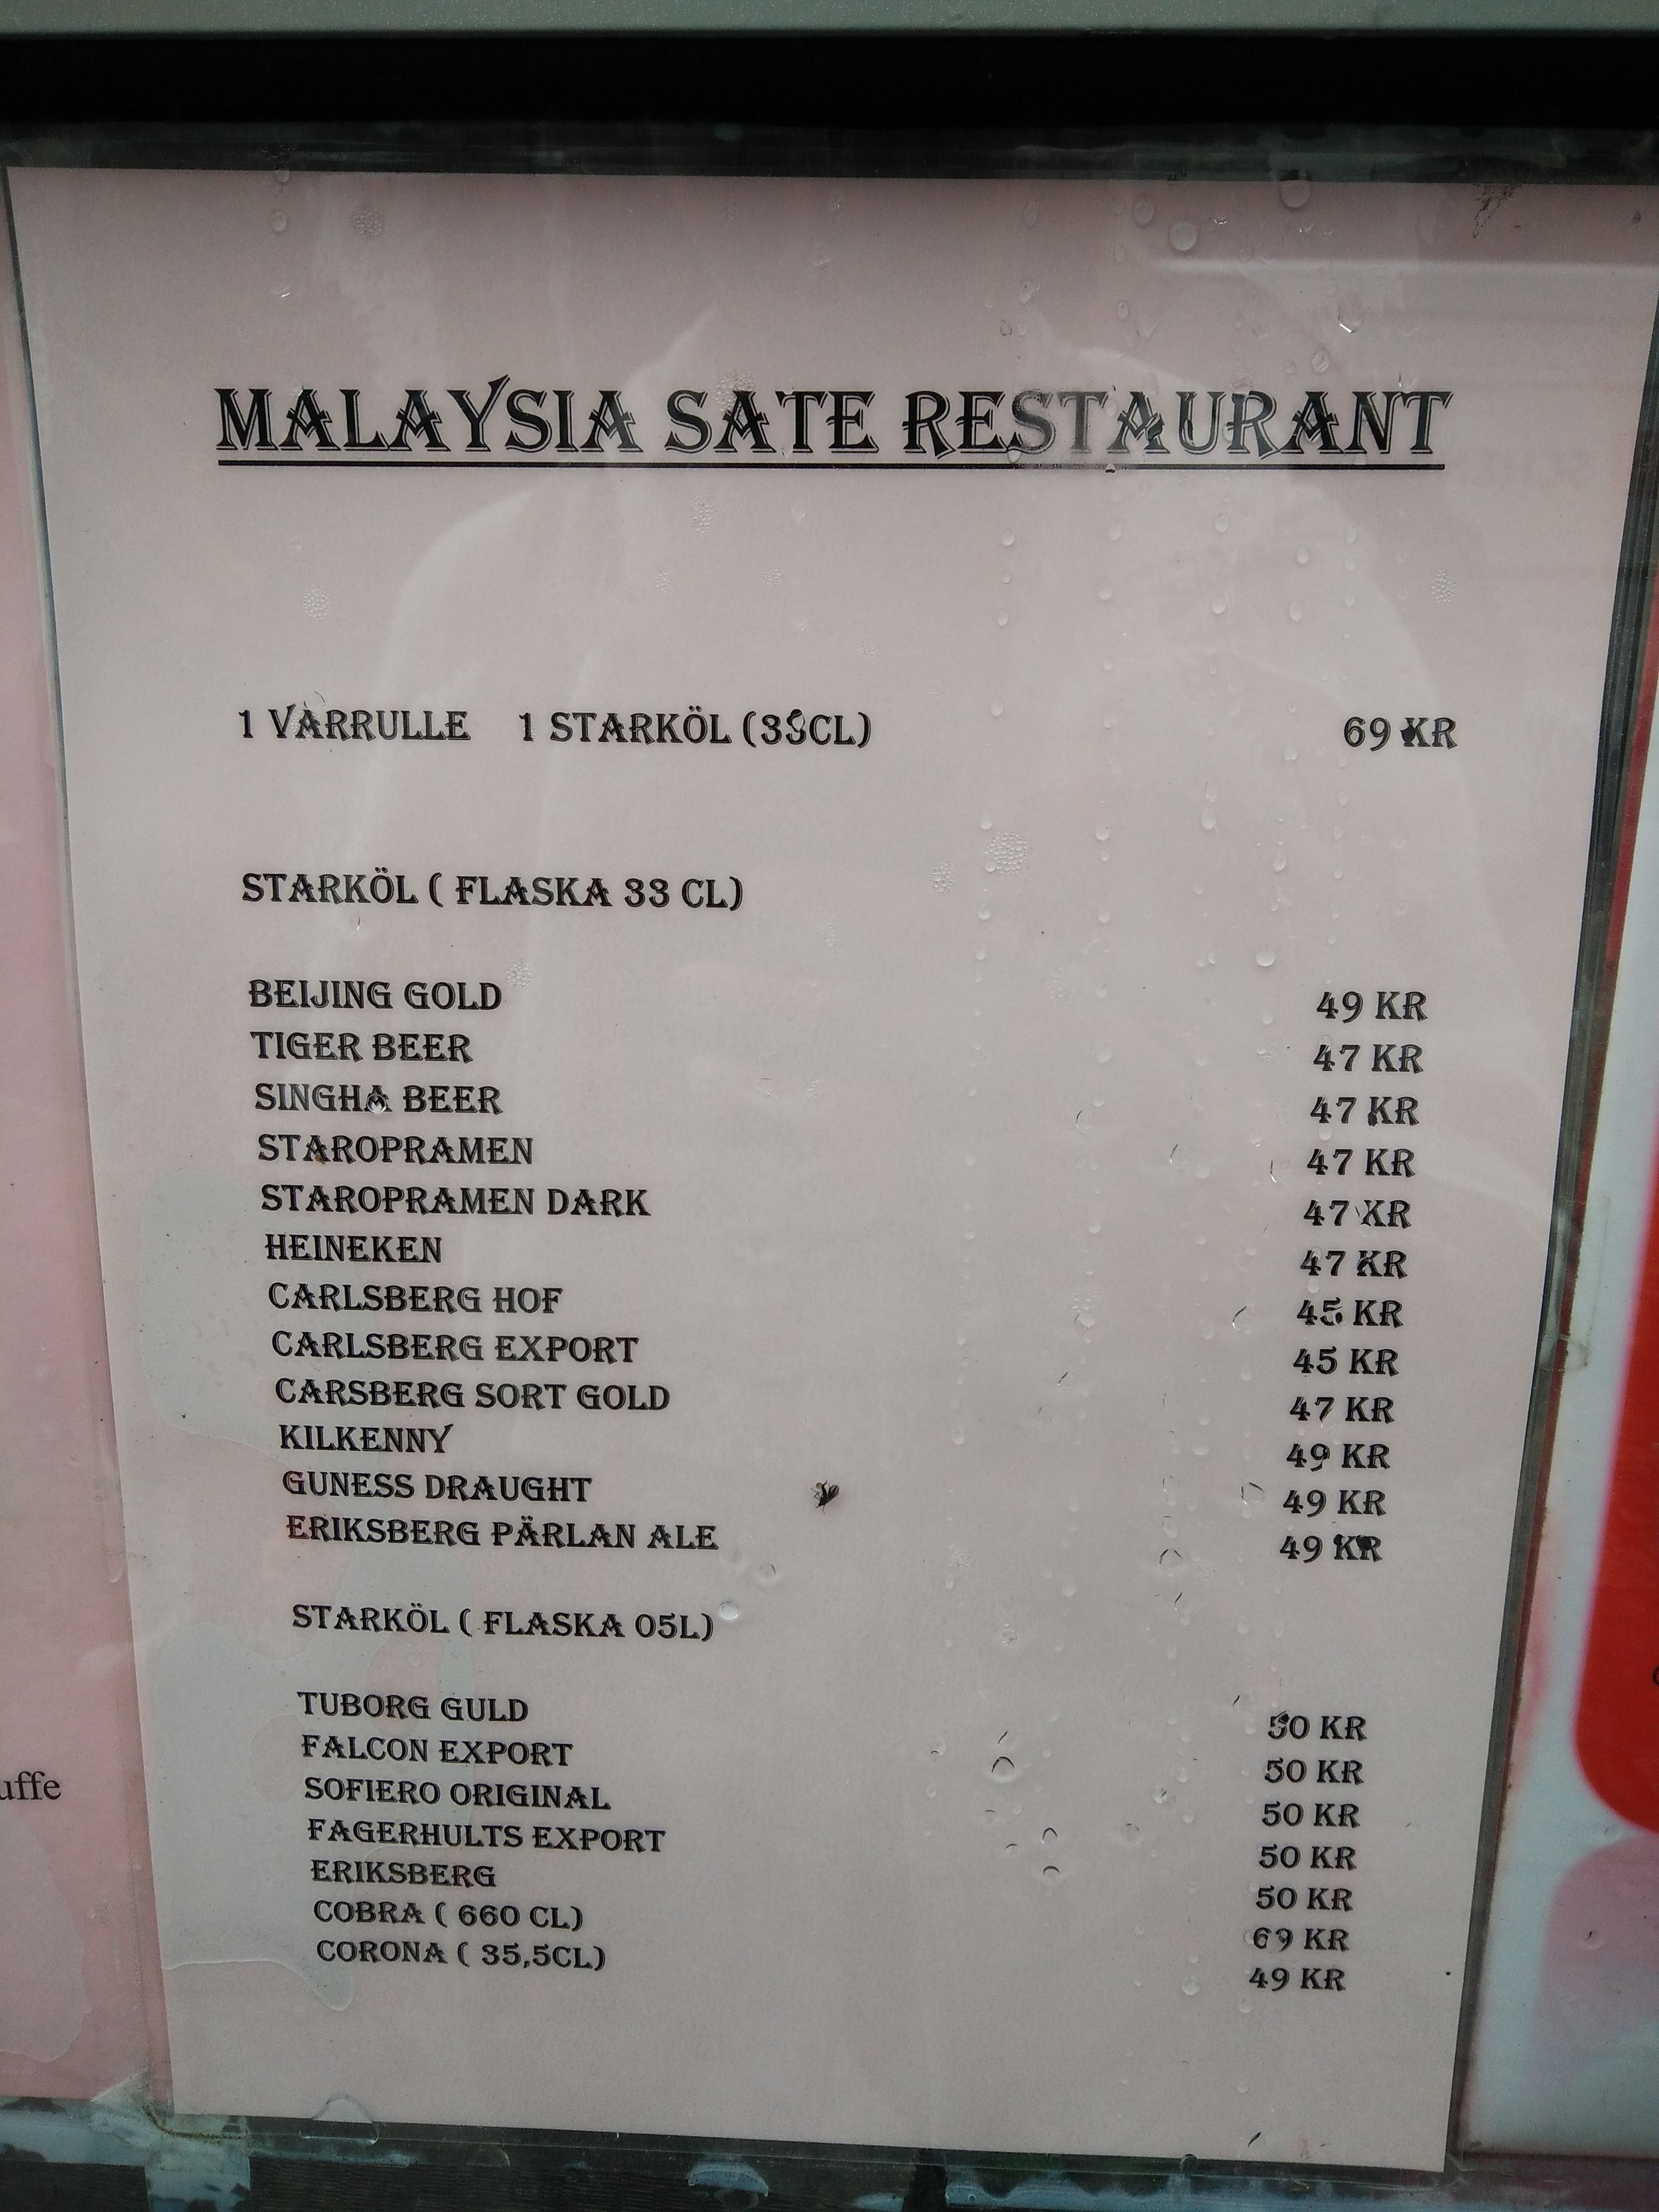 MALAYSIA SATE RESTAURANT
1 VÅRRULLE 1 STARKÖL (33CL) 69 KR
STARKÖL ( FLASKA 33 CL)
BEIJING GOLD 49 KR
TIGER BEER 47 KR
SINGHA BEER 47 KR
STAROPRAMEN 47 KR
STAROPRAMEN DARK 47 KR
HEINEKEN 47 KR
CARLSBERG HOF 45 KR
CARLSBERG EXPORT 45 KR
CARSBERG SORT GOLD 47 KR
KILKENNY 49 KR
GUNESS DRAUGHT 49 KR
ERIKSBERG PÄRLAN ALE 49 KR
STARKÖL ( FLASKA 05L)
TUBORG GULD 50 KR
FALCON EXPORT 50 KR
SOFIERO ORIGINAL 50 KR
FAGERHULTS EXPORT 50 KR
ERIKSBERG 50 KR
COBRA ( 660 CL) 69 KR
CORONA ( 35,5CL) 49 KR